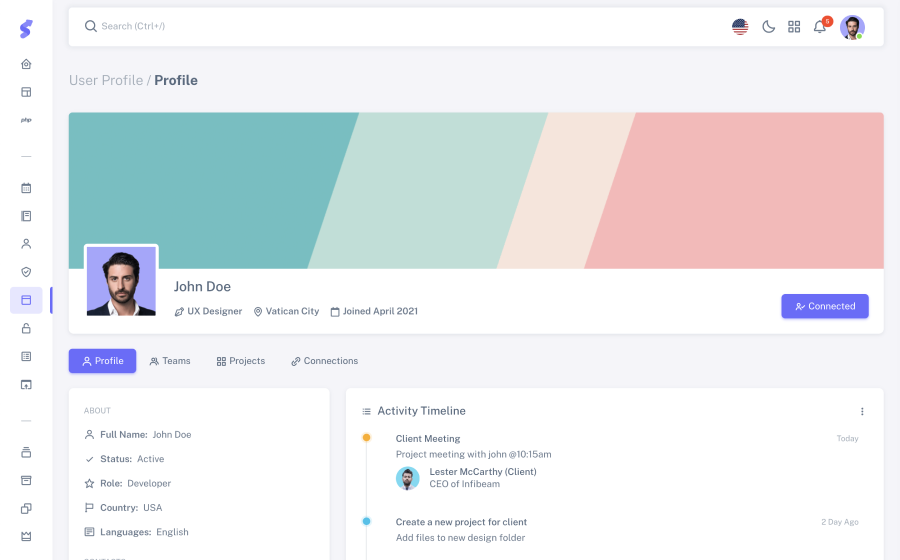 Search (Ctrl+/)
5
php
User Profile / Profile
John Doe
UX Designer Vatican City Joined April 2021
Connected
Profile Teams Projects Connections
ABOUT
Full Name: John Doe
Status: Active
Role: Developer
Country: USA
Languages: English
Activity Timeline
Client Meeting Today
Project meeting with john @10:15am
Lester McCarthy (Client)
CEO of Infibeam
Create a new project for client 2 Day Ago
Add files to new design folder